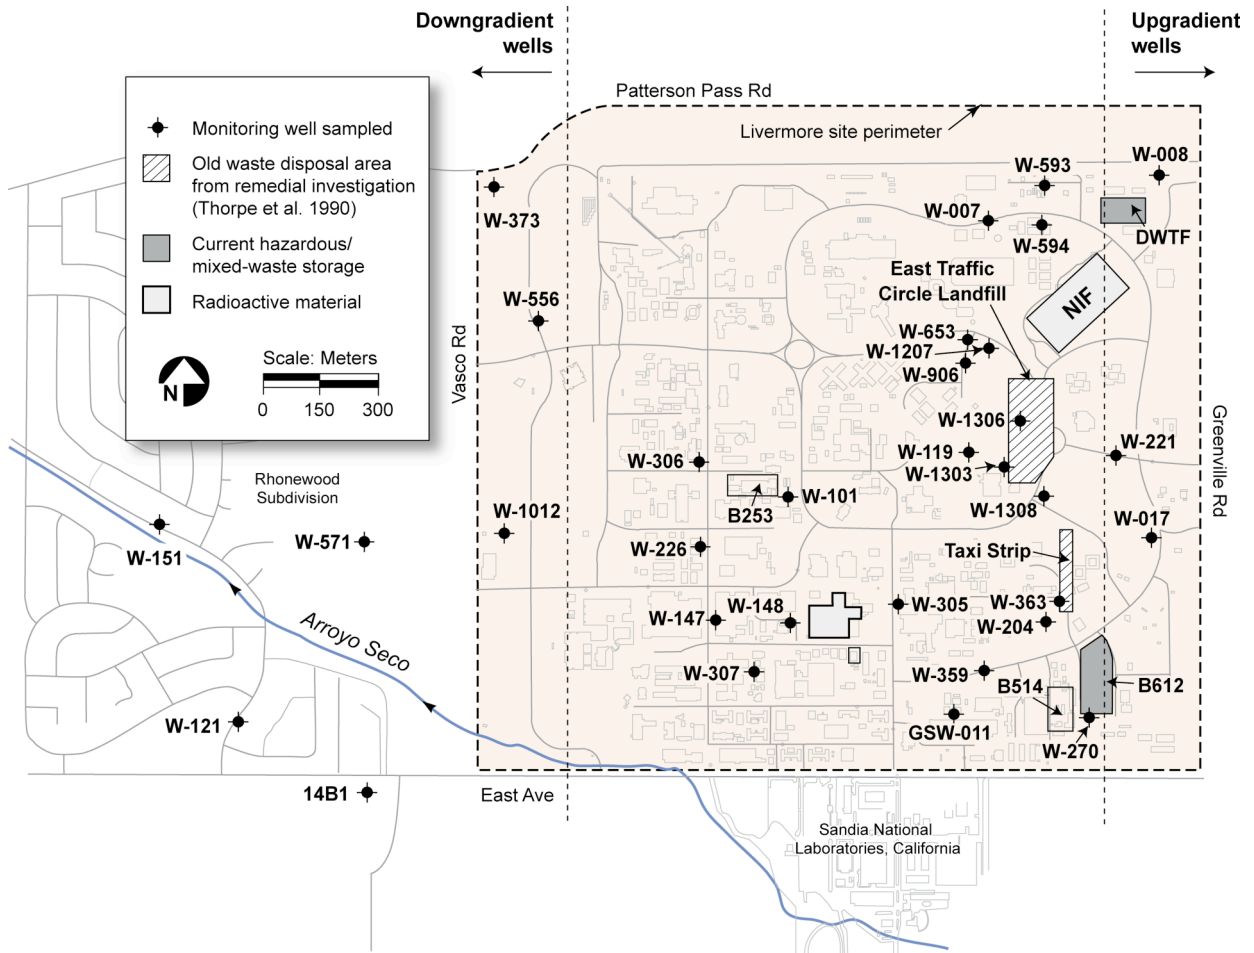 Downgradient
wells
Upgradient
wells
Patterson Pass Rd
Livermore site perimeter
Monitoring well sampled
Old waste disposal area
from remedial investigation
(Thorpe et al. 1990)
Current hazardous/
mixed-waste storage
Radioactive material
N
Scale: Meters
0 150 300
W-593
W-008
W-373
W-007
W-594
DWTF
East Traffic
Circle Landfill
NIF
W-556
W-653
W-1207
W-906
Vasco Rd
Greenville Rd
W-1306
W-306
W-119
W-1303
W-221
Rhonewood
Subdivision
B253
W-101
W-1308
W-1012
W-017
W-151
W-571
W-226
Taxi Strip
W-147
W-148
W-305
W-363
W-204
Arroyo Seco
W-307
W-359
B514
B612
W-121
GSW-011
W-270
14B1
East Ave
Sandia National
Laboratories, California